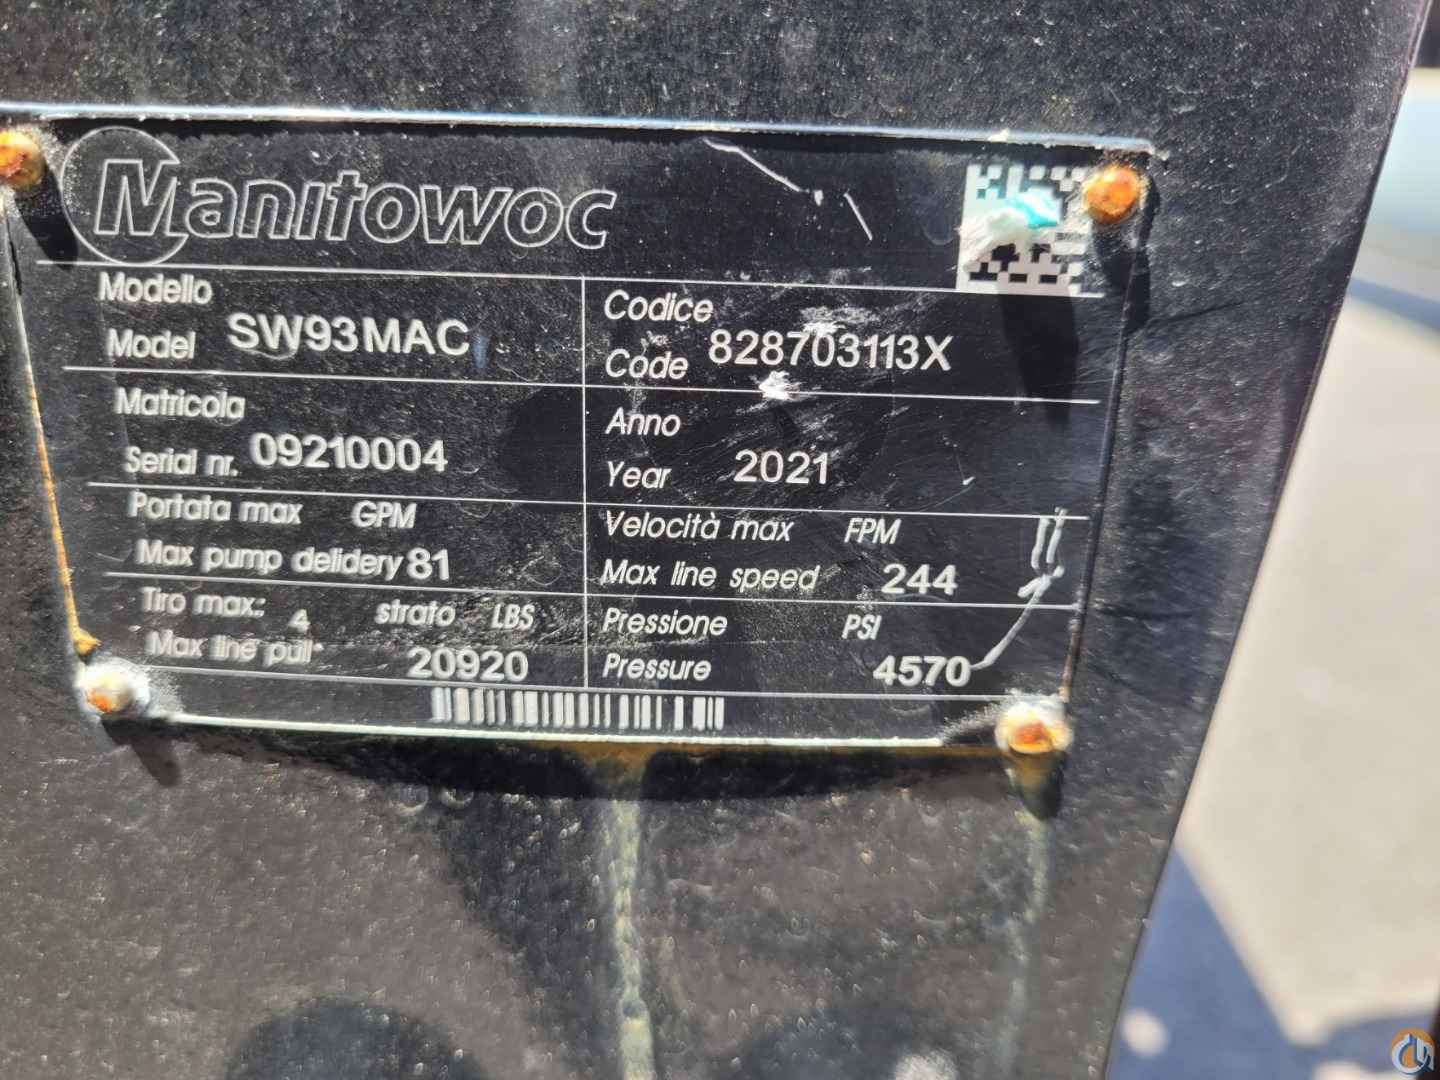 Manitowoc
Modello
Model SW93MAC
Codice
Code 828703113X
Matricola
Serial nr. 09210004
Anno
Year 2021
Portata max GPM
Max pump delidery 81
Velocità max FPM
Max line speed 244
Tiro max: 4 strato LBS
Max line pull 20920
Pressione PSI
Pressure 4570